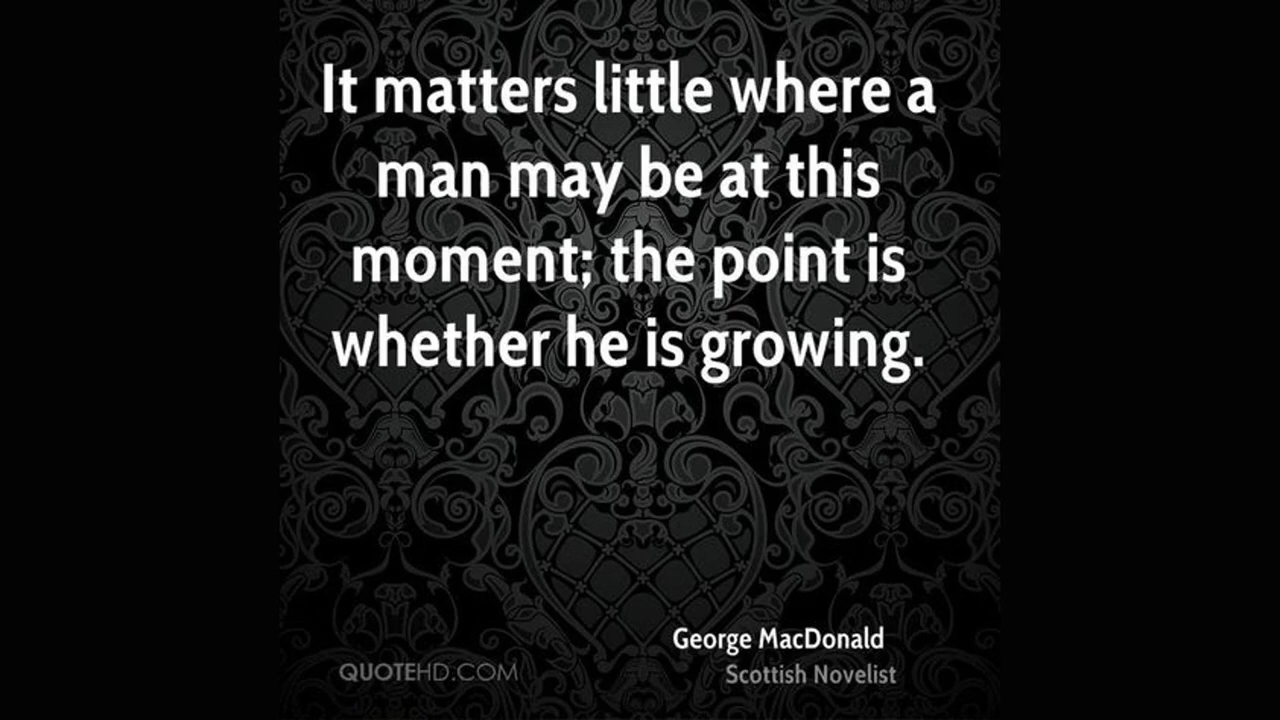 It matters little where a
man may be at this
moment; the point is
whether he is growing.
George MacDonald
Scottish Novelist
QUOTEHD.COM